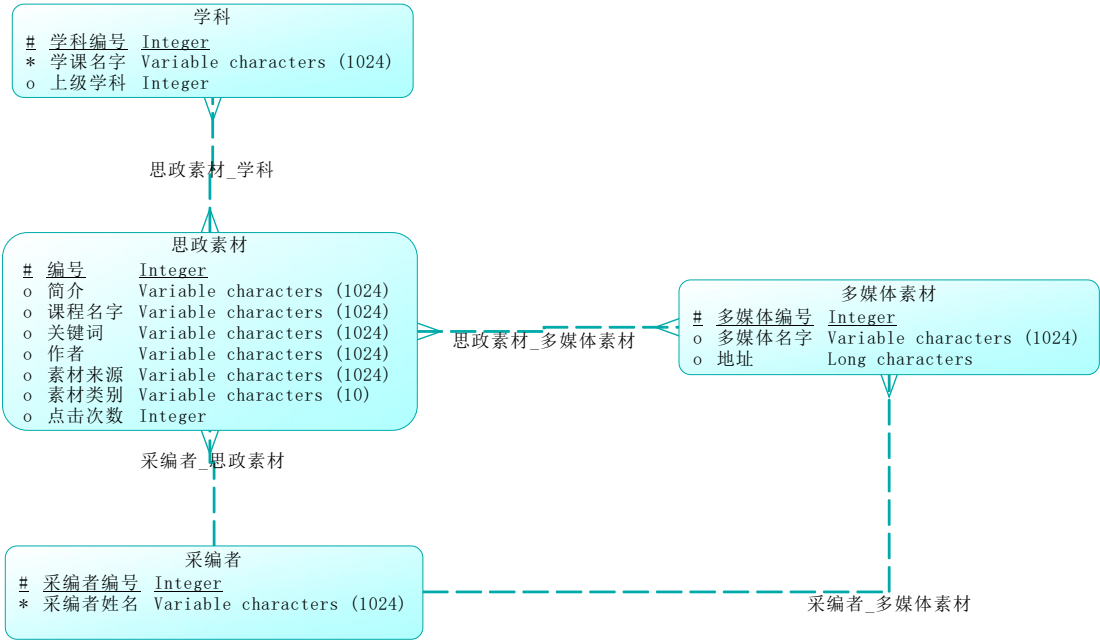 学科
# 学科编号 Integer
* 学课名字 Variable characters (1024)
o 上级学科 Integer
思政素材_学科
思政素材
# 编号 Integer
o 简介 Variable characters (1024)
o 课程名字 Variable characters (1024)
o 关键词 Variable characters (1024)
o 作者 Variable characters (1024)
o 素材来源 Variable characters (1024)
o 素材类别 Variable characters (10)
o 点击次数 Integer
思政素材_多媒体素材
多媒体素材
# 多媒体编号 Integer
o 多媒体名字 Variable characters (1024)
o 地址 Long characters
采编者_思政素材
采编者
# 采编者编号 Integer
* 采编者姓名 Variable characters (1024)
采编者_多媒体素材